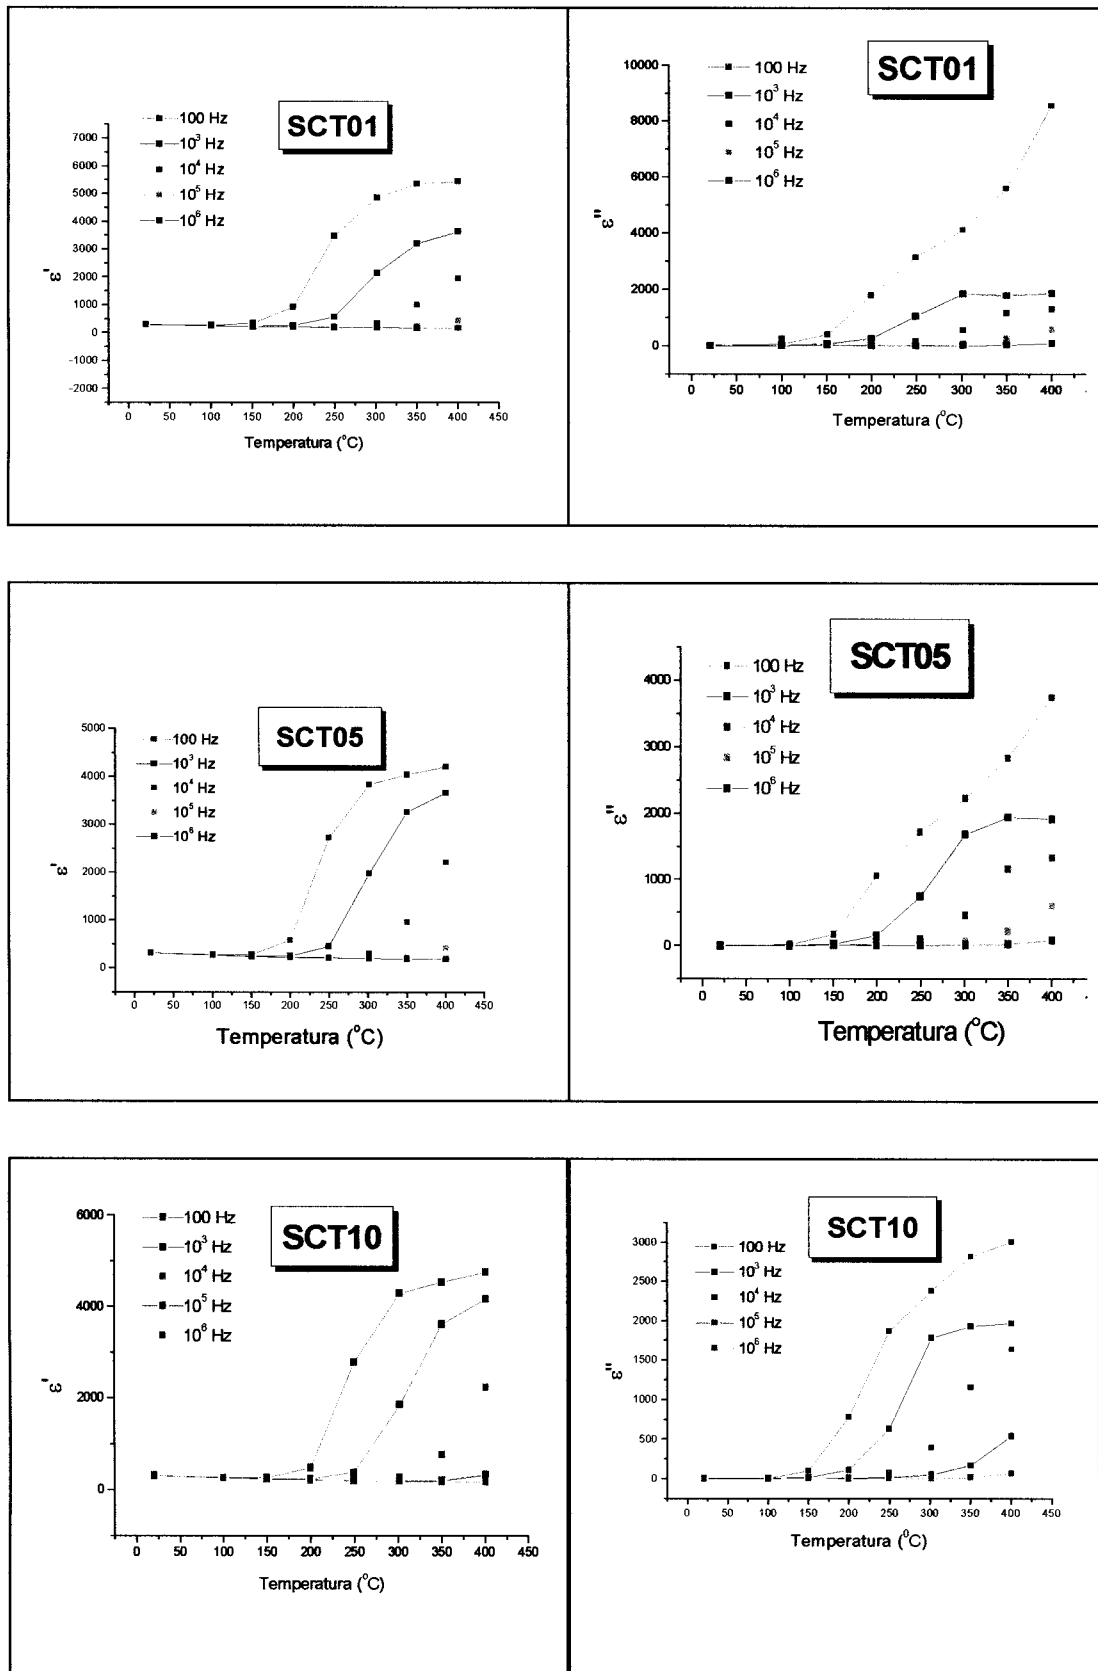 SCT01
100 Hz
10³ Hz
10⁴ Hz
10⁵ Hz
10⁶ Hz
7000
6000
5000
4000
3000
2000
1000
0
-1000
-2000
ε'
0 50 100 150 200 250 300 350 400 450
Temperatura (°C)
SCT01
100 Hz
10³ Hz
10⁴ Hz
10⁵ Hz
10⁶ Hz
10000
8000
6000
4000
2000
0
ε"
0 50 100 150 200 250 300 350 400
Temperatura (°C)
SCT05
100 Hz
10³ Hz
10⁴ Hz
10⁵ Hz
10⁶ Hz
5000
4000
3000
2000
1000
0
ε'
0 50 100 150 200 250 300 350 400 450
Temperatura (°C)
SCT05
100 Hz
10³ Hz
10⁴ Hz
10⁵ Hz
10⁶ Hz
4000
3000
2000
1000
0
ε"
0 50 100 150 200 250 300 350 400
Temperatura (°C)
SCT10
100 Hz
10³ Hz
10⁴ Hz
10⁵ Hz
10⁶ Hz
6000
4000
2000
0
ε'
0 50 100 150 200 250 300 350 400 450
Temperatura (°C)
SCT10
100 Hz
10³ Hz
10⁴ Hz
10⁵ Hz
10⁶ Hz
3000
2500
2000
1500
1000
500
0
ε"
0 50 100 150 200 250 300 350 400 450
Temperatura (°C)